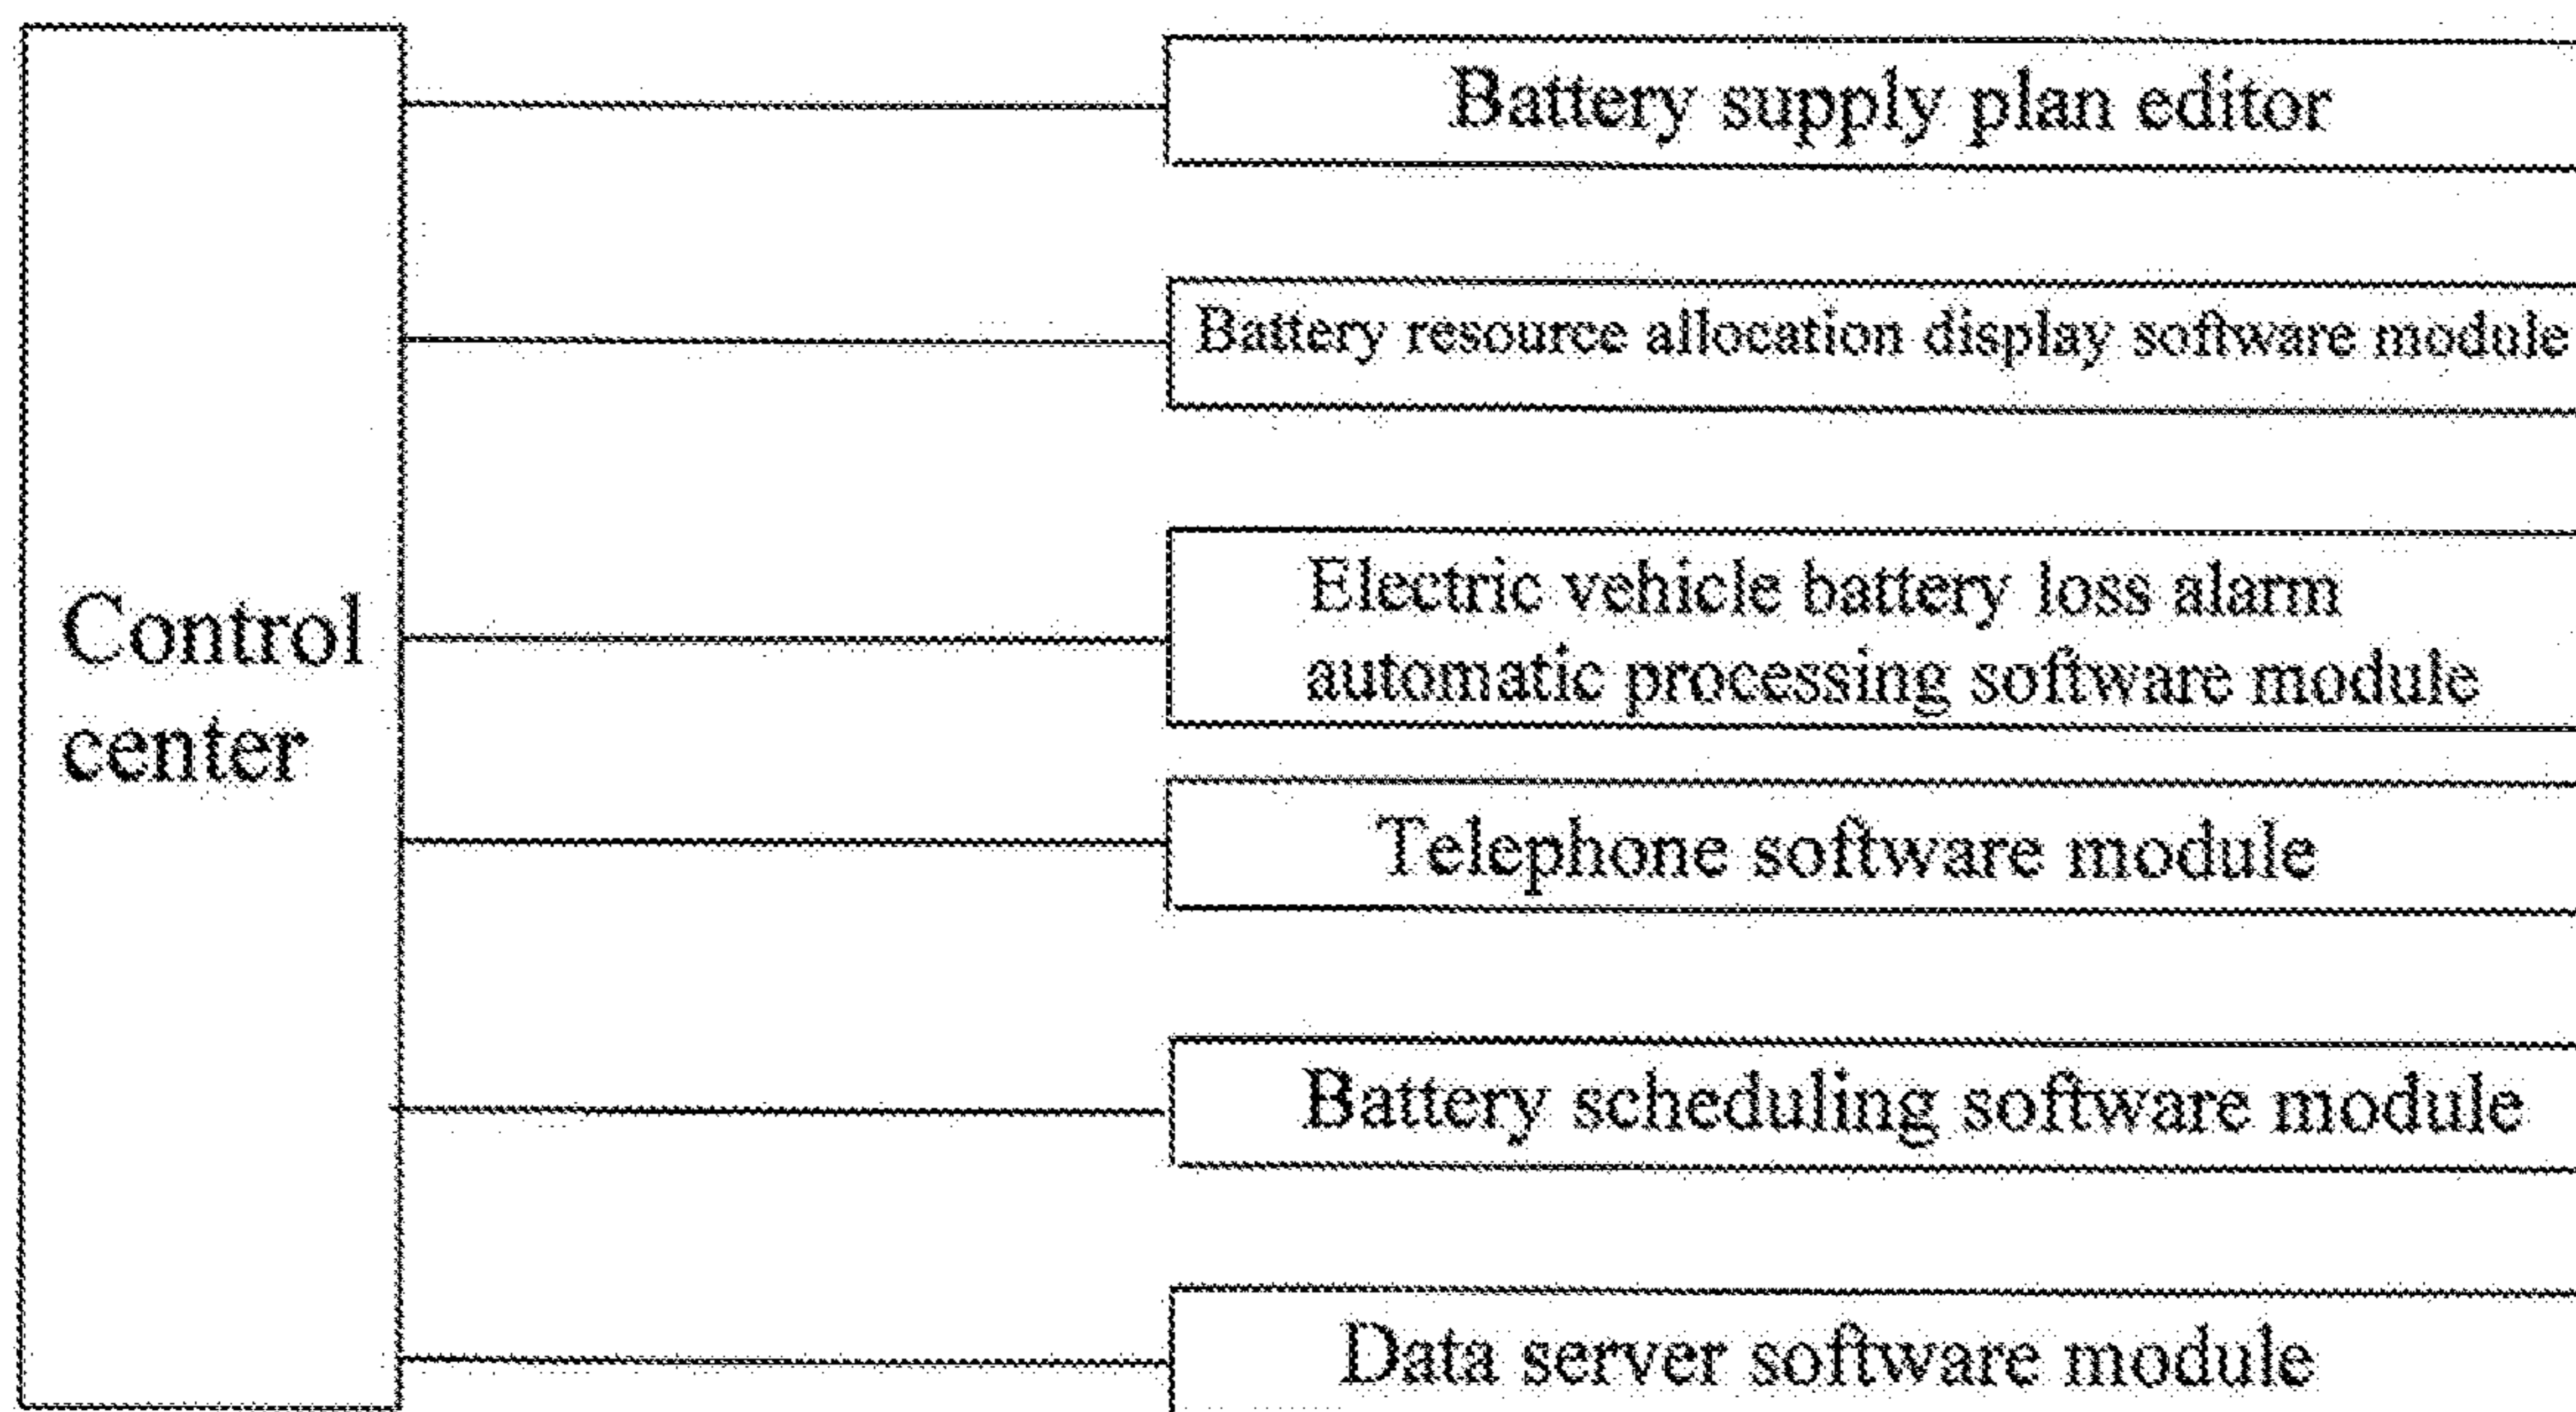 Battery supply plan editor
Battery resource allocation display software module
Control
center
Electric vehicle battery loss alarm
automatic processing software module
Telephone software module
Battery scheduling software module
Data server software module